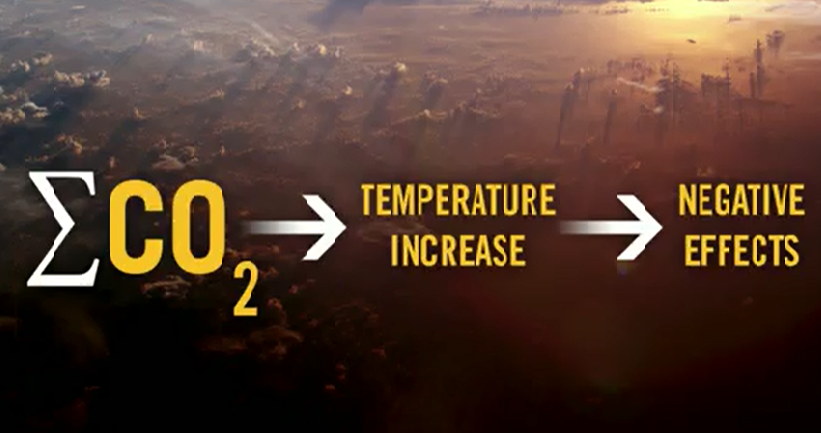 ΣCO2 → TEMPERATURE INCREASE → NEGATIVE EFFECTS